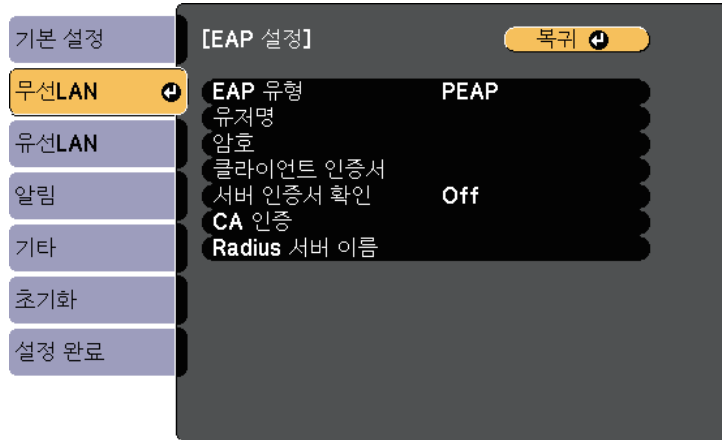 기본 설정
무선LAN
유선LAN
알림
기타
초기화
설정 완료
[EAP 설정]
복귀
EAP 유형 PEAP
유저명
암호
클라이언트 인증서
서버 인증서 확인 Off
CA 인증
Radius 서버 이름